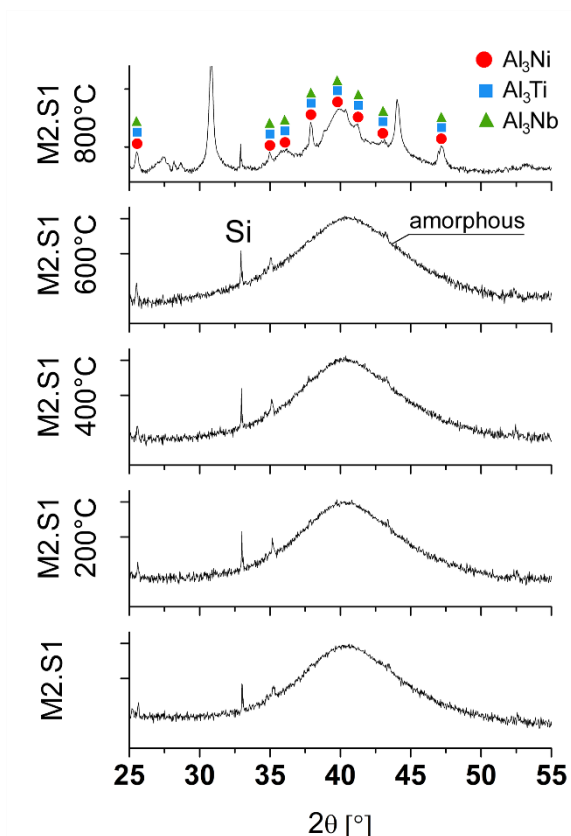 Al₃Ni
Al₃Ti
Al₃Nb
M2.S1
800°C
M2.S1
600°C
Si
amorphous
M2.S1
400°C
M2.S1
200°C
M2.S1
25 30 35 40 45 50 55
2θ [°]